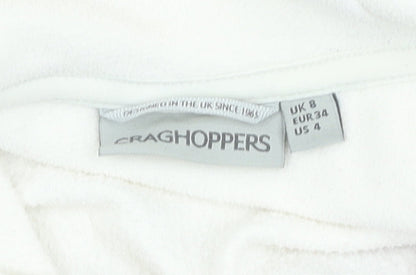 DESIGNED IN THE UK SINCE 1965
CRAGHOPPERS
UK 8
EUR 34
US 4